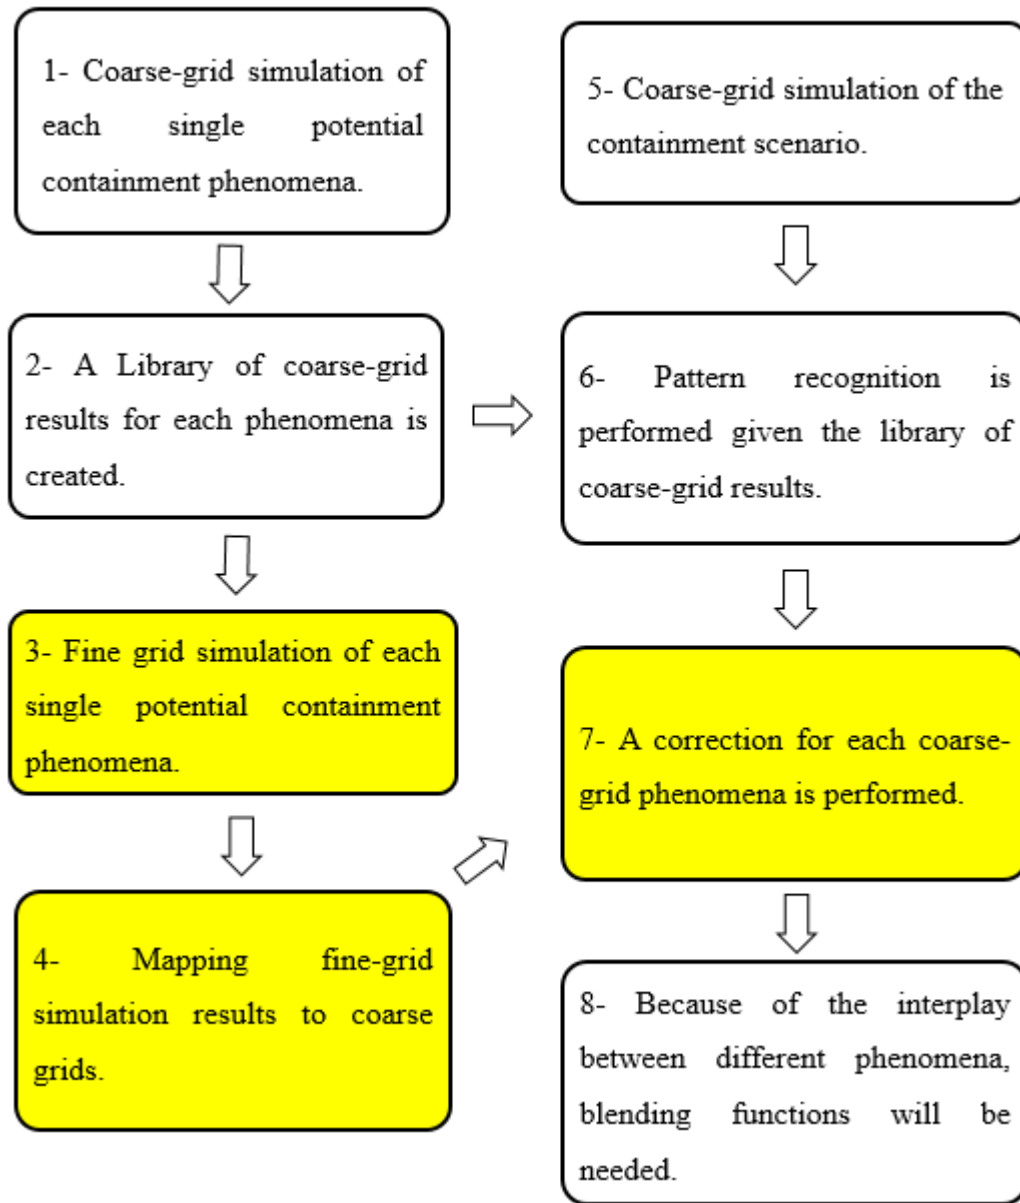 1- Coarse-grid simulation of
each single potential
containment phenomena.
2- A Library of coarse-grid
results for each phenomena is
created.
3- Fine grid simulation of each
single potential containment
phenomena.
4- Mapping fine-grid
simulation results to coarse
grids.
5- Coarse-grid simulation of the
containment scenario.
6- Pattern recognition is
performed given the library of
coarse-grid results.
7- A correction for each coarse-
grid phenomena is performed.
8- Because of the interplay
between different phenomena,
blending functions will be
needed.